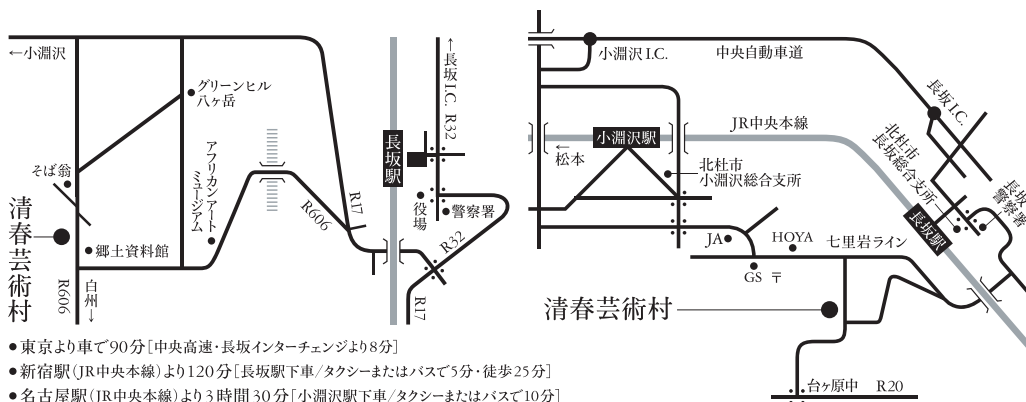 ←小淵沢
グリーンヒル
八ヶ岳
そば翁
アフリカンアート
ミュージアム
清春芸術村
郷土資料館
R606
白州→
R606
R17
長坂駅
←長坂I.C. R32
役場
警察署
R32
R17
小淵沢I.C.
中央自動車道
長坂I.C.
JR中央本線
小淵沢駅
←
松本
北杜市
小淵沢総合支所
北杜市
長坂総合支所
長坂
警察署
長坂駅
JA
HOYA
七里岩ライン
GS 〒
清春芸術村
台ヶ原中 R20
●東京より車で90分[中央高速・長坂インターチェンジより8分]
●新宿駅(JR中央本線)より120分[長坂駅下車/タクシーまたはバスで5分・徒歩25分]
●名古屋駅(JR中央本線)より3時間30分[小淵沢駅下車/タクシーまたはバスで10分]